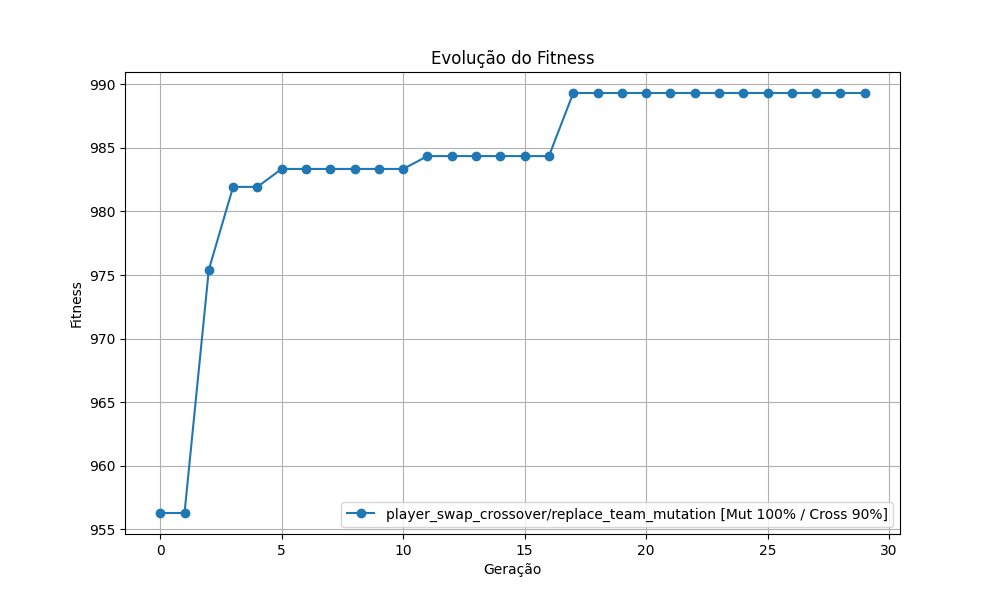 Evolução do Fitness
Fitness
990
985
980
975
970
965
960
955
player_swap_crossover/replace_team_mutation [Mut 100% / Cross 90%]
0 5 10 15 20 25 30
Geração